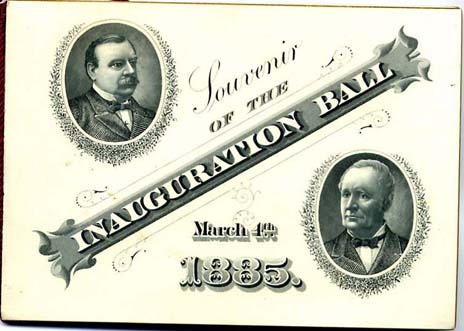 Souvenir
OF THE
INAUGURATION BALL
March 4th
1885.